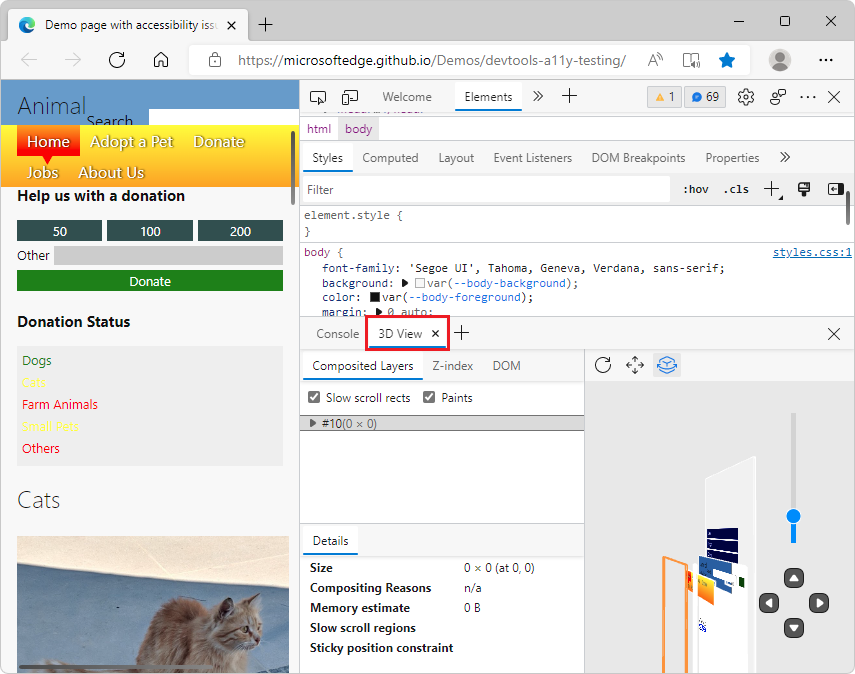 Demo page with accessibility iss
https://microsoftedge.github.io/Demos/devtools-a11y-testing/
Animal
Search
Home Adopt a Pet Donate
Jobs About Us
Help us with a donation
50 100 200
Other
Donate
Donation Status
Dogs
Cats
Farm Animals
Small Pets
Others
Cats
Welcome Elements 1 69
html body
Styles Computed Layout Event Listeners DOM Breakpoints Properties
Filter :hov .cls
element.style {
}
body { styles.css:1
font-family: 'Segoe UI', Tahoma, Geneva, Verdana, sans-serif;
background: var(--body-background);
color: var(--body-foreground);
margin: 0 auto;
Console 3D View
Composited Layers Z-index DOM
Slow scroll rects Paints
#10(0 × 0)
Details
Size 0 × 0 (at 0, 0)
Compositing Reasons n/a
Memory estimate 0 B
Slow scroll regions
Sticky position constraint